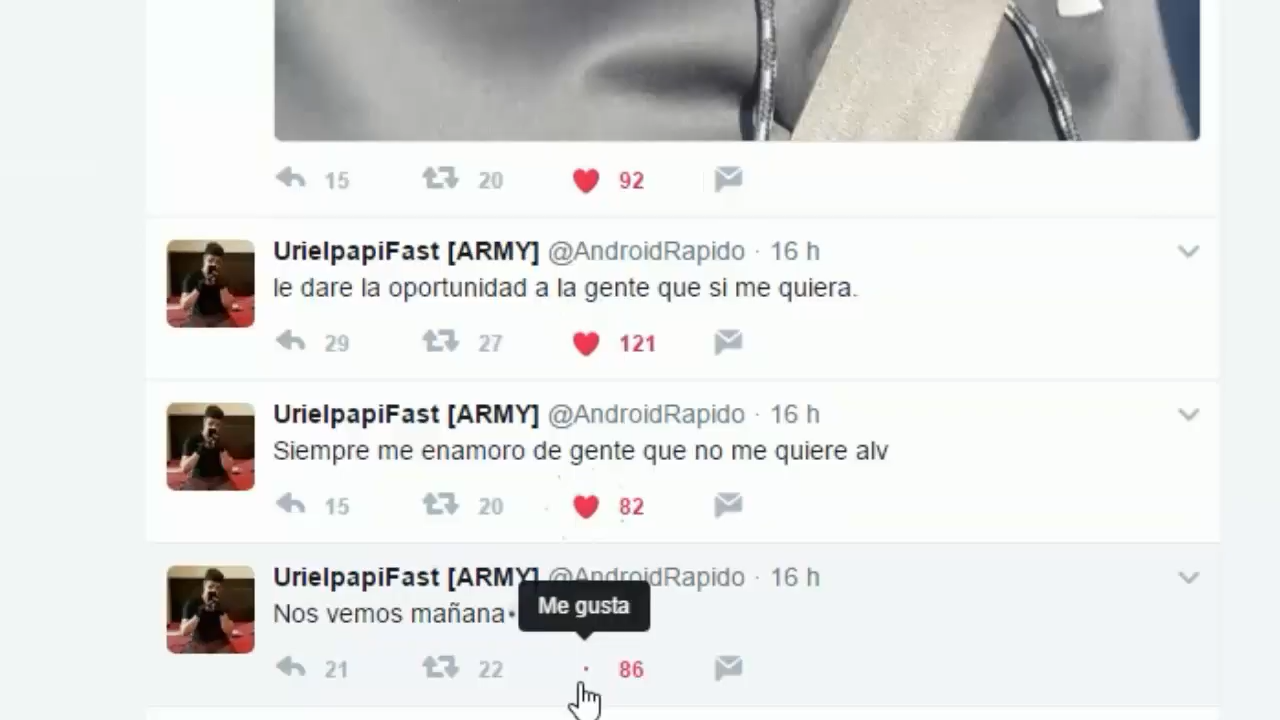 15 20 92
UrielpapiFast [ARMY] @AndroidRapido · 16 h
le dare la oportunidad a la gente que si me quiera.
29 27 121
UrielpapiFast [ARMY] @AndroidRapido · 16 h
Siempre me enamoro de gente que no me quiere alv
15 20 82
UrielpapiFast [ARMY] @AndroidRapido · 16 h
Nos vemos mañana
Me gusta
21 22 86